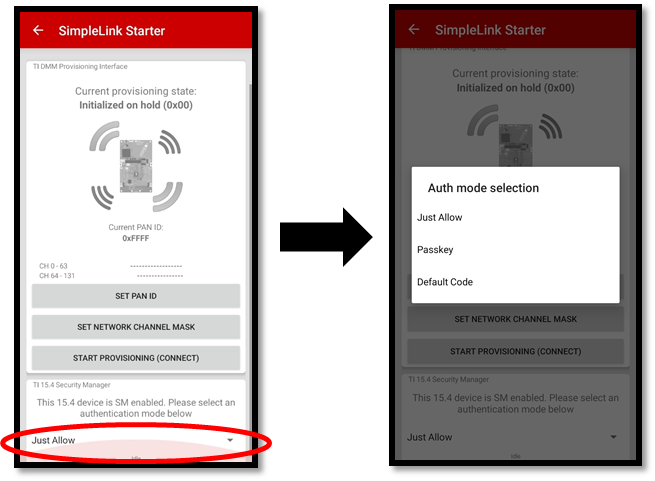 SimpleLink Starter
TI DMM Provisioning Interface
Current provisioning state:
Initialized on hold (0x00)
Current PAN ID:
0xFFFF
CH 0 - 63 -----------------
CH 64 - 131 ---------------
SET PAN ID
SET NETWORK CHANNEL MASK
START PROVISIONING (CONNECT)
TI 15.4 Security Manager
This 15.4 device is SM enabled. Please select an
authentication mode below
Just Allow
Idle
SimpleLink Starter
TI DMM Provisioning Interface
Current provisioning state:
Initialized on hold (0x00)
Auth mode selection
Just Allow
Passkey
Default Code
SET NETWORK CHANNEL MASK
START PROVISIONING (CONNECT)
TI 15.4 Security Manager
This 15.4 device is SM enabled. Please select an
authentication mode below
Just Allow
Idle